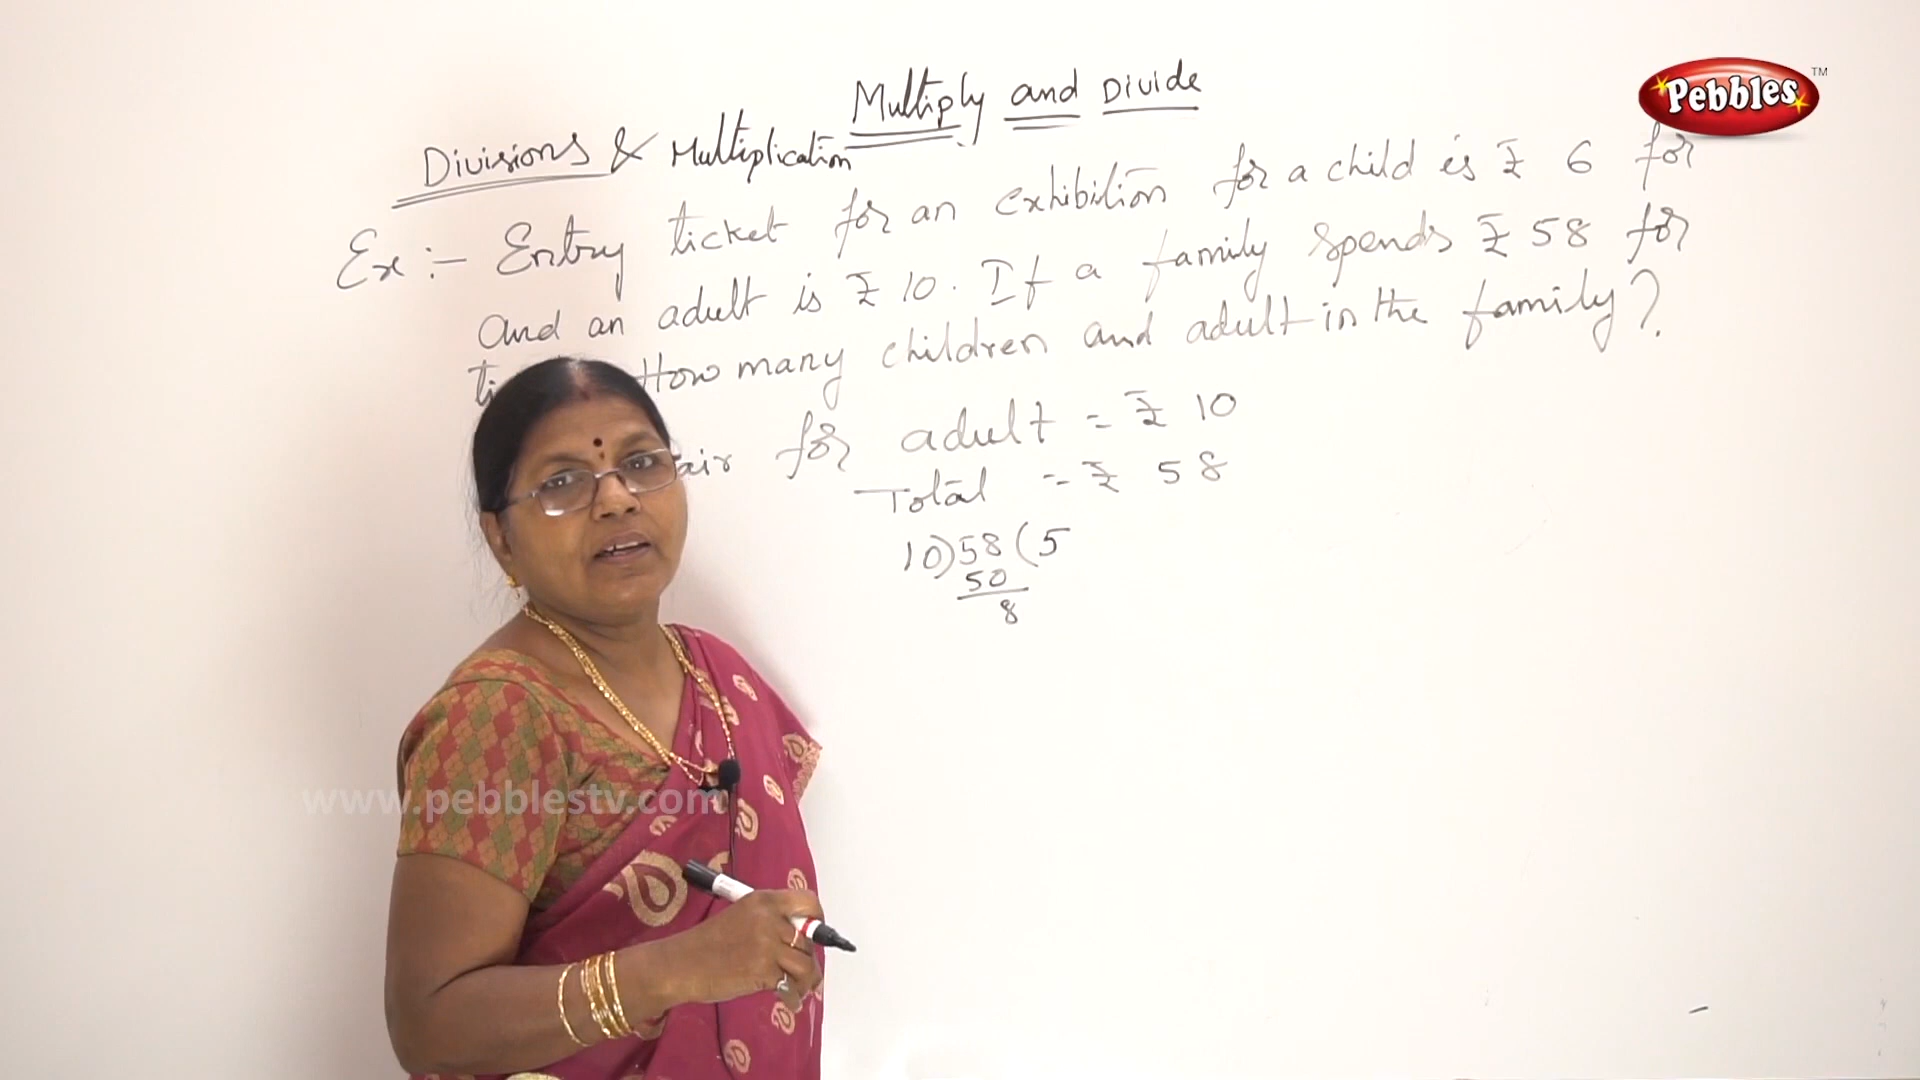 Multiply and Divide
Pebbles TM
Divisions & Multiplication
Ex :- Entry ticket for an exhibition for a child is ₹ 6 for
and an adult is ₹ 10. If a family spends ₹ 58 for
How many children and adult in the family?
air for adult = ₹ 10
Total = ₹ 58
10)58(5
50
8
www.pebblestv.com